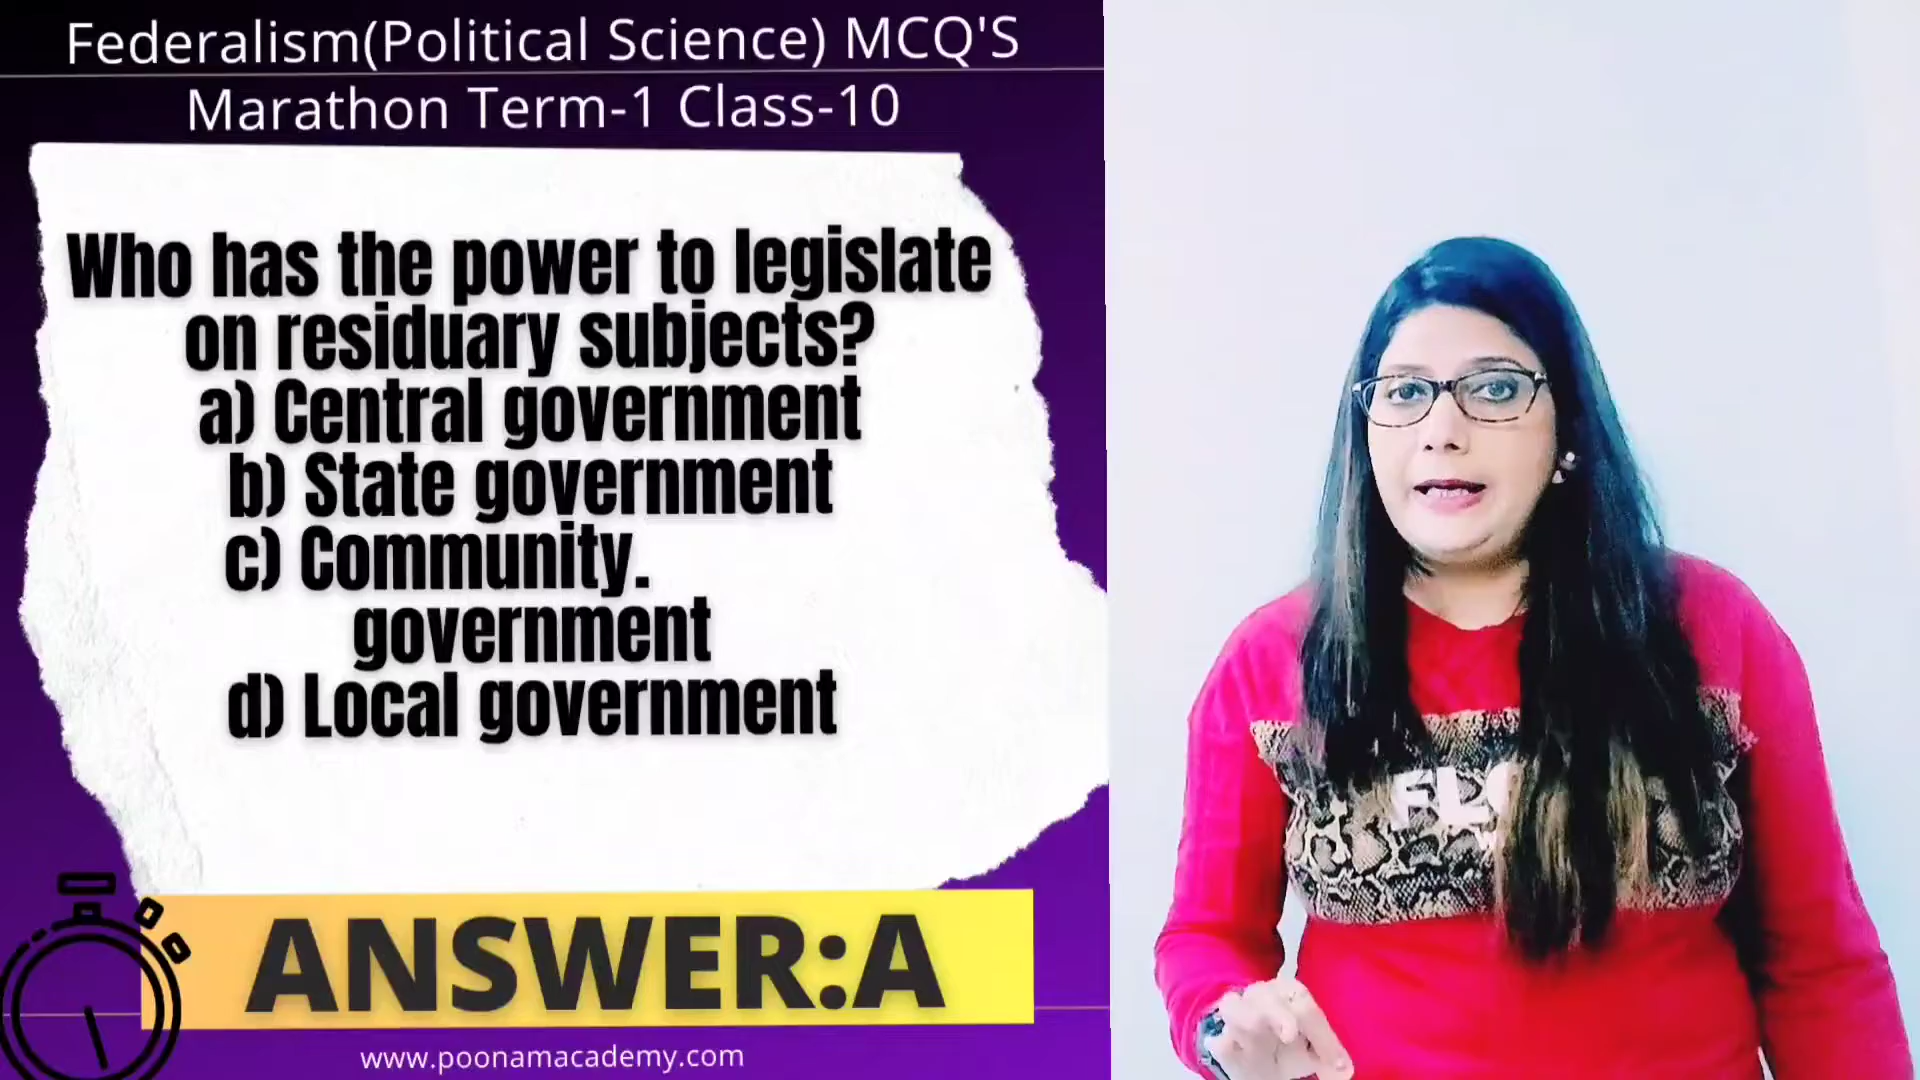 Federalism(Political Science) MCQ'S
Marathon Term-1 Class-10
Who has the power to legislate
on residuary subjects?
a) Central government
b) State government
c) Community.
government
d) Local government
ANSWER:A
www.poonamacademy.com